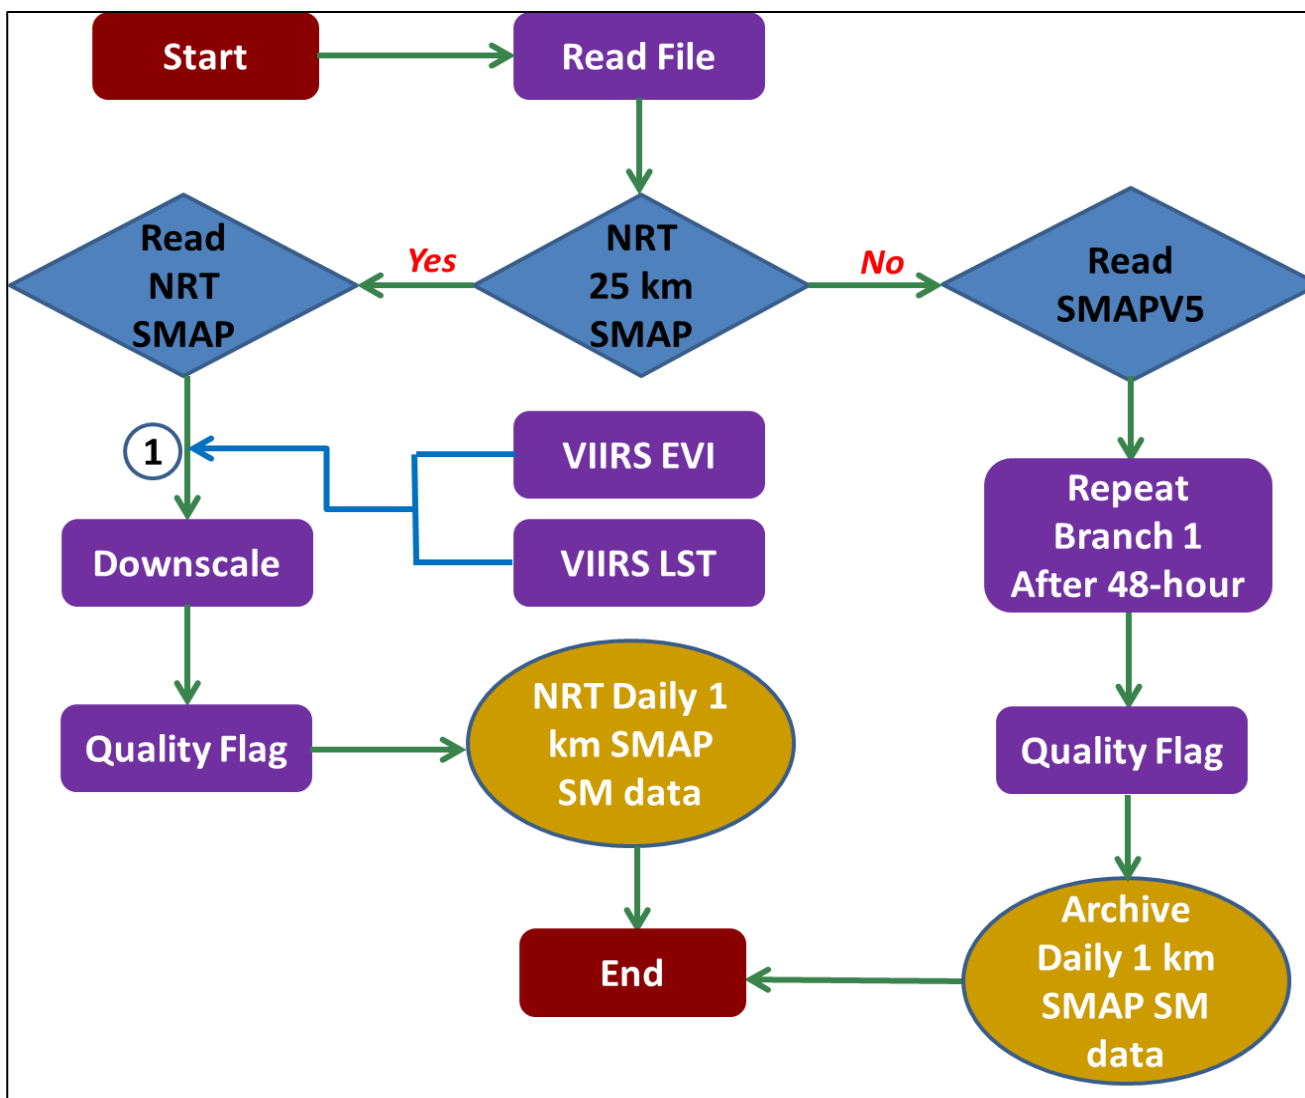 Start
Read File
Read
NRT
SMAP
Yes
NRT
25 km
SMAP
No
Read
SMAPV5
1
VIIRS EVI
VIIRS LST
Downscale
Repeat
Branch 1
After 48-hour
Quality Flag
NRT Daily 1
km SMAP
SM data
Quality Flag
End
Archive
Daily 1 km
SMAP SM
data